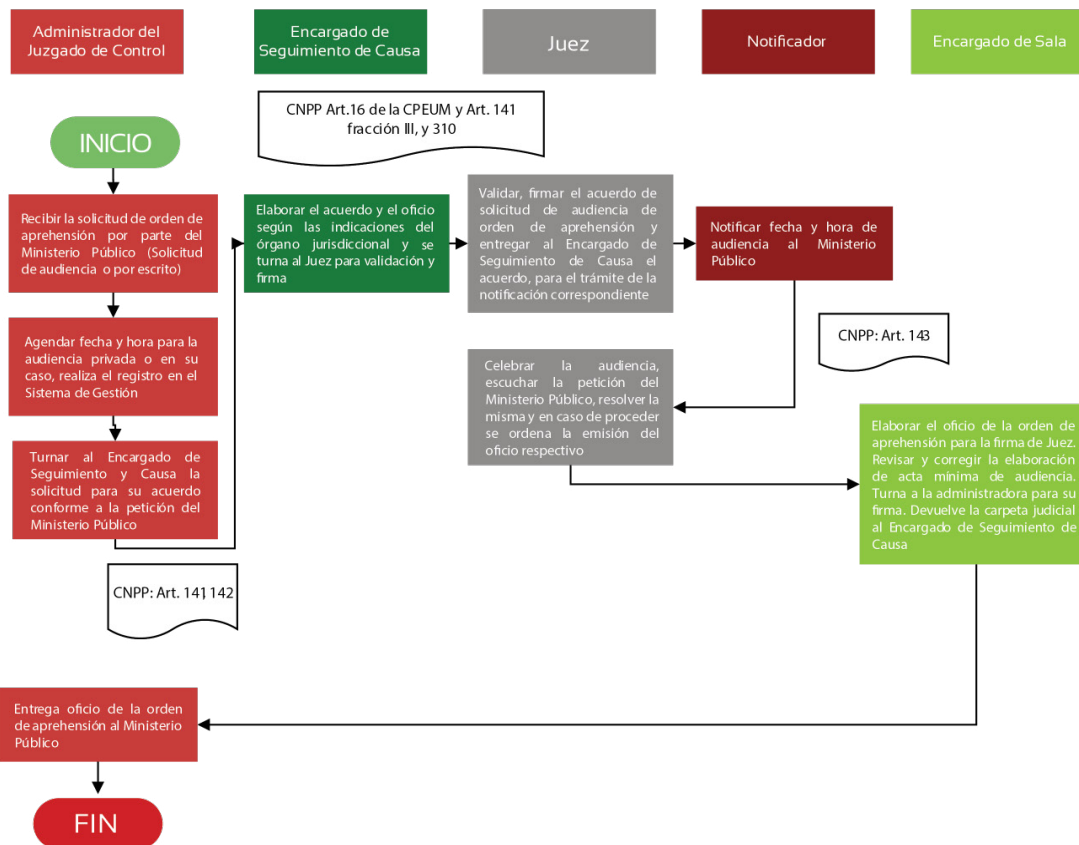 Administrador del
Juzgado de Control
Encargado de
Seguimiento de Causa
Juez
Notificador
Encargado de Sala
CNPP Art.16 de la CPEUM y Art. 141
fracción III, y 310
INICIO
Recibir la solicitud de orden de
aprehensión por parte del
Ministerio Público (Solicitud
de audiencia o por escrito)
Elaborar el acuerdo y el oficio
según las indicaciones del
órgano jurisdiccional y se
turna al Juez para validación y
firma
Validar, firmar el acuerdo de
solicitud de audiencia de
orden de aprehensión y
entregar al Encargado de
Seguimiento de Causa el
acuerdo, para el trámite de la
notificación correspondiente
Notificar fecha y hora de
audiencia al Ministerio
Público
Agendar fecha y hora para la
audiencia privada o en su
caso, realiza el registro en el
Sistema de Gestión
CNPP: Art. 143
Celebrar la audiencia,
escuchar la petición del
Ministerio Público, resolver la
misma y en caso de proceder
se ordena la emisión del
oficio respectivo
Turnar al Encargado de
Seguimiento y Causa la
solicitud para su acuerdo
conforme a la petición del
Ministerio Público
Elaborar el oficio de la orden de
aprehensión para la firma de Juez.
Revisar y corregir la elaboración
de acta mínima de audiencia.
Turna a la administradora para su
firma. Devuelve la carpeta judicial
al Encargado de Seguimiento de
Causa
CNPP: Art. 141, 142
Entrega oficio de la orden
de aprehensión al Ministerio
Público
FIN